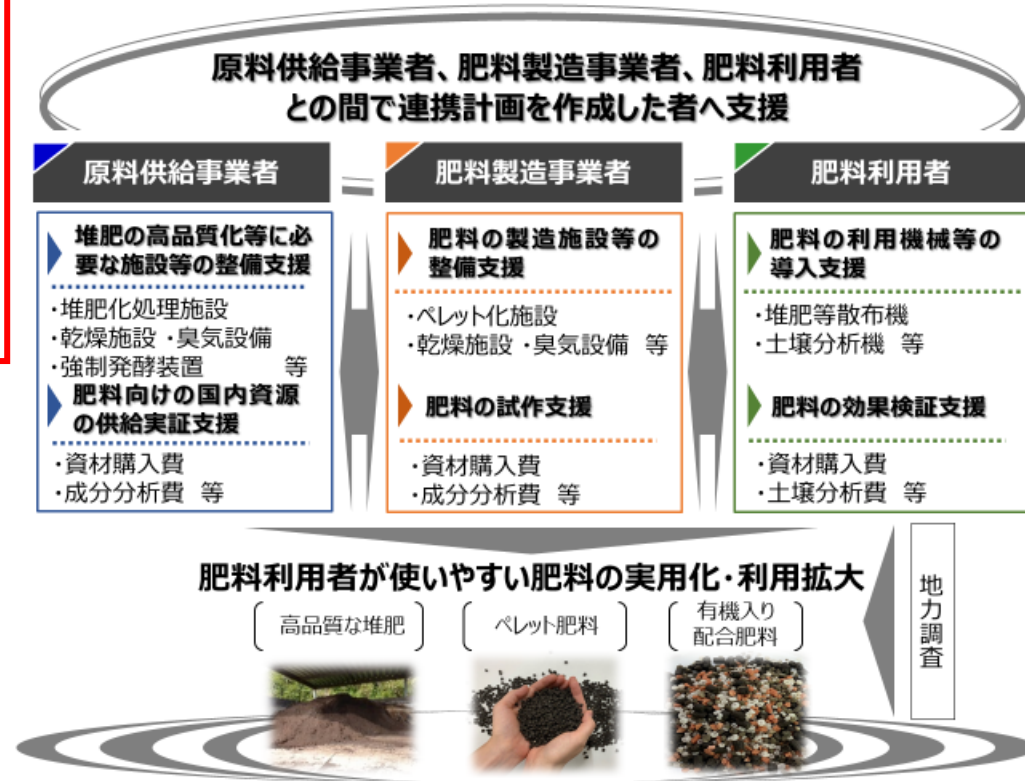 原料供給事業者、肥料製造事業者、肥料利用者
との間で連携計画を作成した者へ支援
原料供給事業者
堆肥の高品質化等に必
要な施設等の整備支援
・堆肥化処理施設
・乾燥施設・臭気設備
・強制発酵装置 等
肥料向けの国内資源
の供給実証支援
・資材購入費
・成分分析費 等
肥料製造事業者
肥料の製造施設等の
整備支援
・ペレット化施設
・乾燥施設・臭気設備 等
肥料の試作支援
・資材購入費
・成分分析費 等
肥料利用者
肥料の利用機械等の
導入支援
・堆肥等散布機
・土壌分析機 等
肥料の効果検証支援
・資材購入費
・土壌分析費 等
肥料利用者が使いやすい肥料の実用化・利用拡大
高品質な堆肥
ペレット肥料
有機入り
配合肥料
地力調査